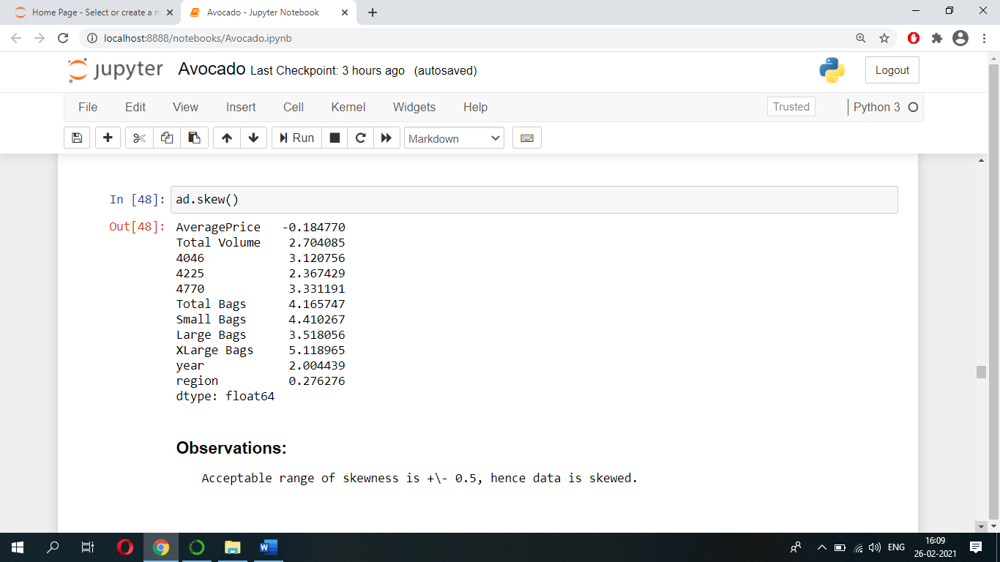 Home Page - Select or create a n
Avocado - Jupyter Notebook
localhost:8888/notebooks/Avocado.ipynb
jupyter Avocado Last Checkpoint: 3 hours ago (autosaved)
Logout
File Edit View Insert Cell Kernel Widgets Help
Trusted
Python 3
Run
Markdown
In [48]: ad.skew()
Out[48]: AveragePrice -0.184770
Total Volume 2.704085
4046 3.120756
4225 2.367429
4770 3.331191
Total Bags 4.165747
Small Bags 4.410267
Large Bags 3.518056
XLarge Bags 5.118965
year 2.004439
region 0.276276
dtype: float64
Observations:
Acceptable range of skewness is +\- 0.5, hence data is skewed.
ENG
16:09
26-02-2021